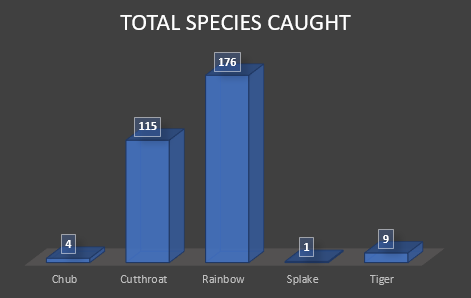 TOTAL SPECIES CAUGHT
176
115
4
1
9
Chub Cutthroat Rainbow Splake Tiger